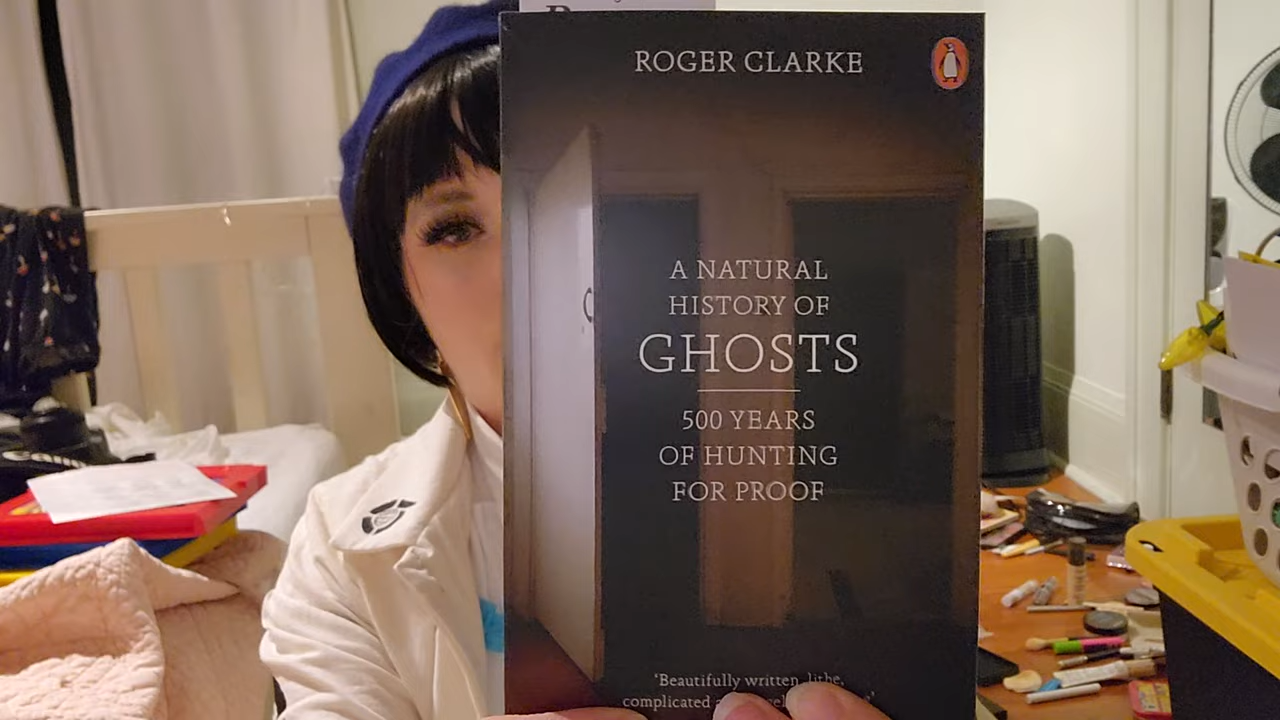 ROGER CLARKE
A NATURAL
HISTORY OF
GHOSTS
500 YEARS
OF HUNTING
FOR PROOF
'Beautifully written, lithe,
complicated